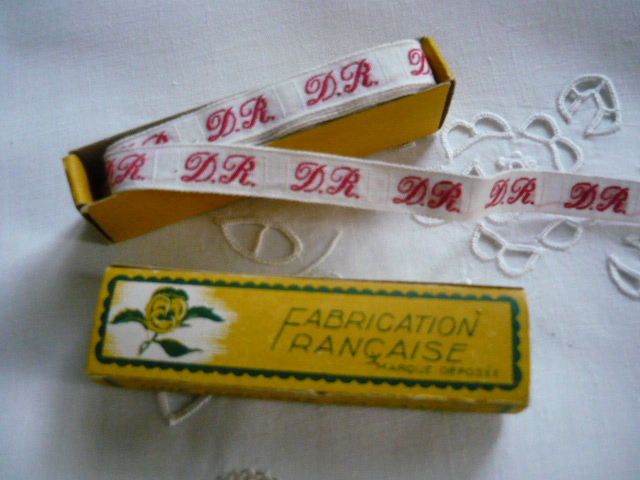 D.R. D.R. D
D.R. D.R. D.R. D.R. D.R. D.R.
FABRICATION
FRANÇAISE
MARQUE DÉPOSÉE